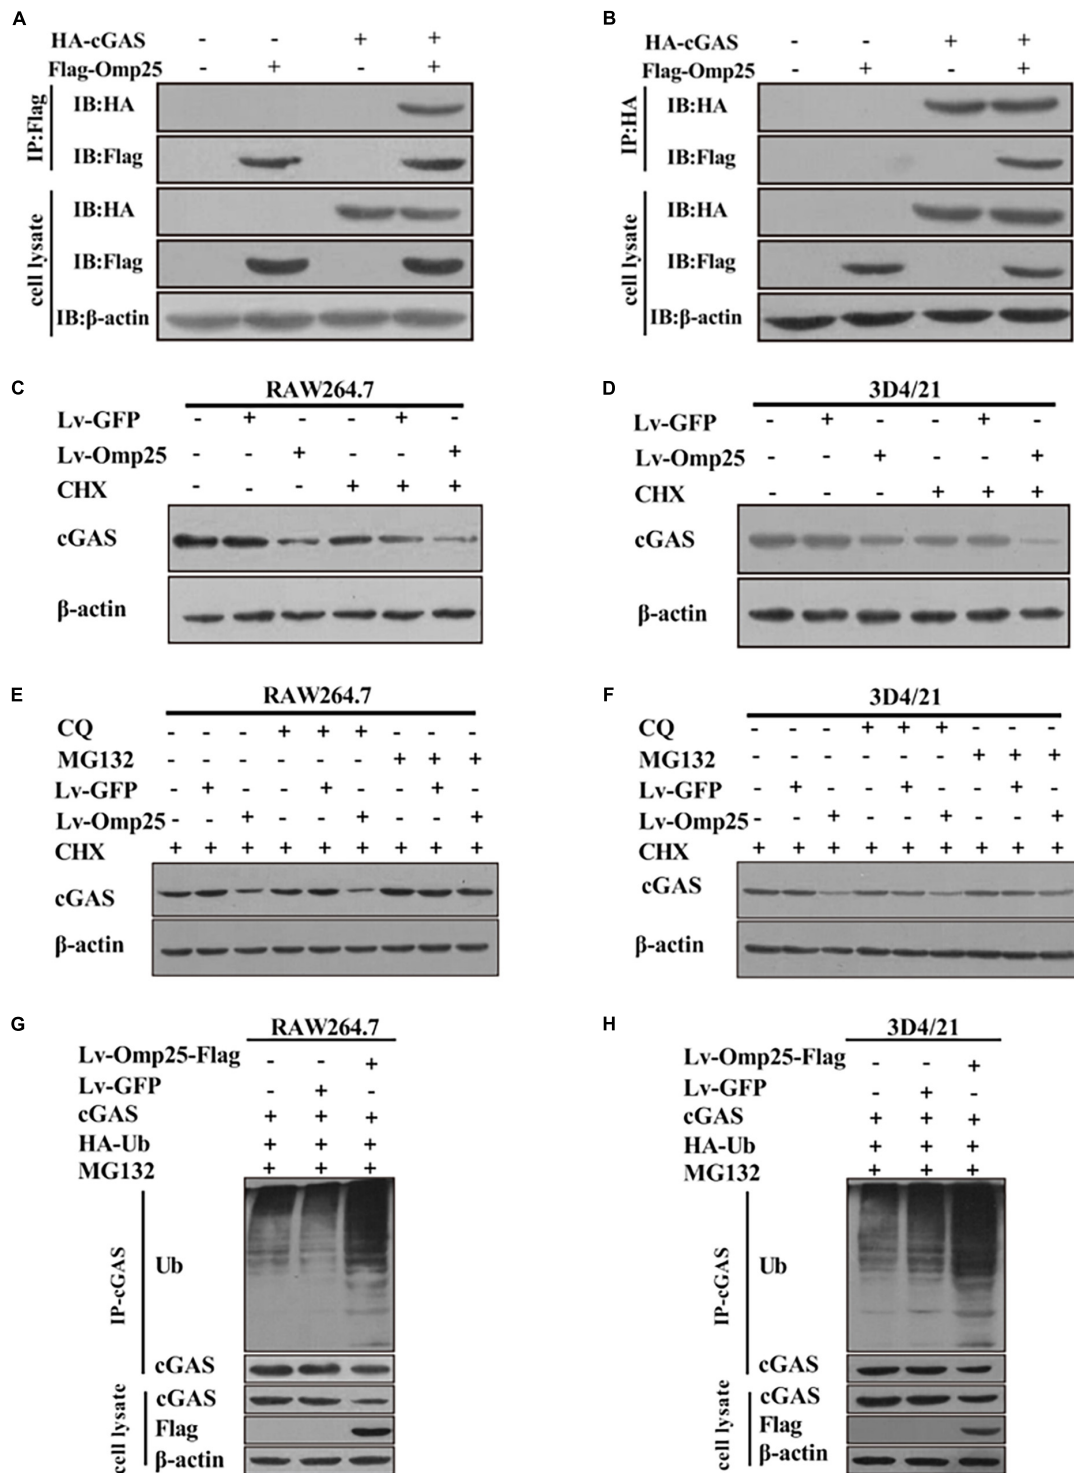 A
HA-cGAS - - + +
Flag-Omp25 - + - +
IP:Flag
IB:HA
IB:Flag
cell lysate
IB:HA
IB:Flag
IB:β-actin
B
HA-cGAS - - + +
Flag-Omp25 - + - +
IP:HA
IB:HA
IB:Flag
cell lysate
IB:HA
IB:Flag
IB:β-actin
C
RAW264.7
Lv-GFP - + - - + -
Lv-Omp25 - - + - - +
CHX - - - + + +
cGAS
β-actin
D
3D4/21
Lv-GFP - + - - + -
Lv-Omp25 - - + - - +
CHX - - - + + +
cGAS
β-actin
E
RAW264.7
CQ - - - + + + - - -
MG132 - - - - - - + + +
Lv-GFP - + - - + - - + -
Lv-Omp25 - - + - - + - - +
CHX + + + + + + + + +
cGAS
β-actin
F
3D4/21
CQ - - - + + + - - -
MG132 - - - - - - + + +
Lv-GFP - + - - + - - + -
Lv-Omp25 - - + - - + - - +
CHX + + + + + + + + +
cGAS
β-actin
G
RAW264.7
Lv-Omp25-Flag - - +
Lv-GFP - + -
cGAS + + +
HA-Ub + + +
MG132 + + +
IP-cGAS
Ub
cGAS
cell lysate
cGAS
Flag
β-actin
H
3D4/21
Lv-Omp25-Flag - - +
Lv-GFP - + -
cGAS + + +
HA-Ub + + +
MG132 + + +
IP-cGAS
Ub
cGAS
cell lysate
cGAS
Flag
β-actin